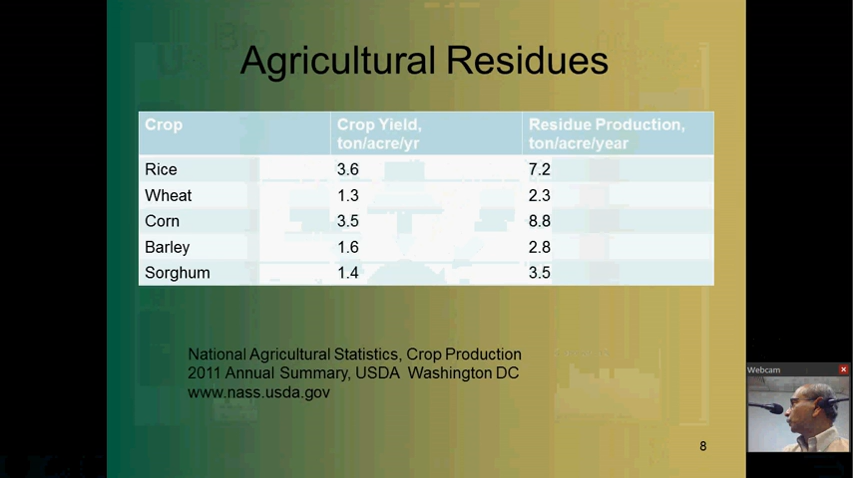 Agricultural Residues
Crop Crop Yield, Residue Production,
ton/acre/yr ton/acre/year
Rice 3.6 7.2
Wheat 1.3 2.3
Corn 3.5 8.8
Barley 1.6 2.8
Sorghum 1.4 3.5
National Agricultural Statistics, Crop Production
2011 Annual Summary, USDA Washington DC
www.nass.usda.gov
8
Webcam